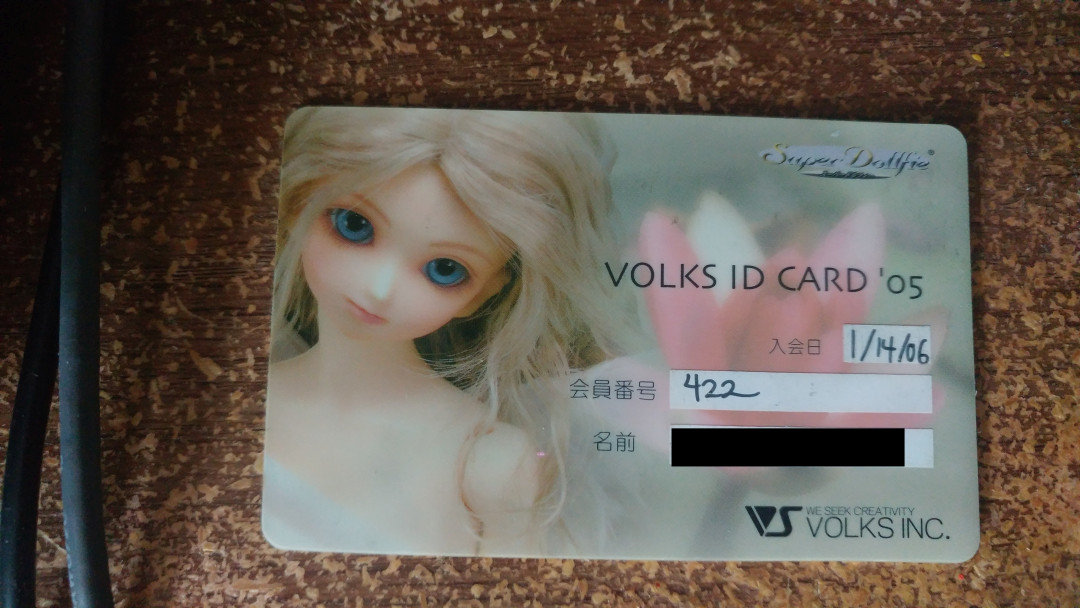 Super Dollfie®
VOLKS ID CARD '05
入会日 1/14/06
会員番号 422
名前
VS WE SEEK CREATIVITY
VOLKS INC.